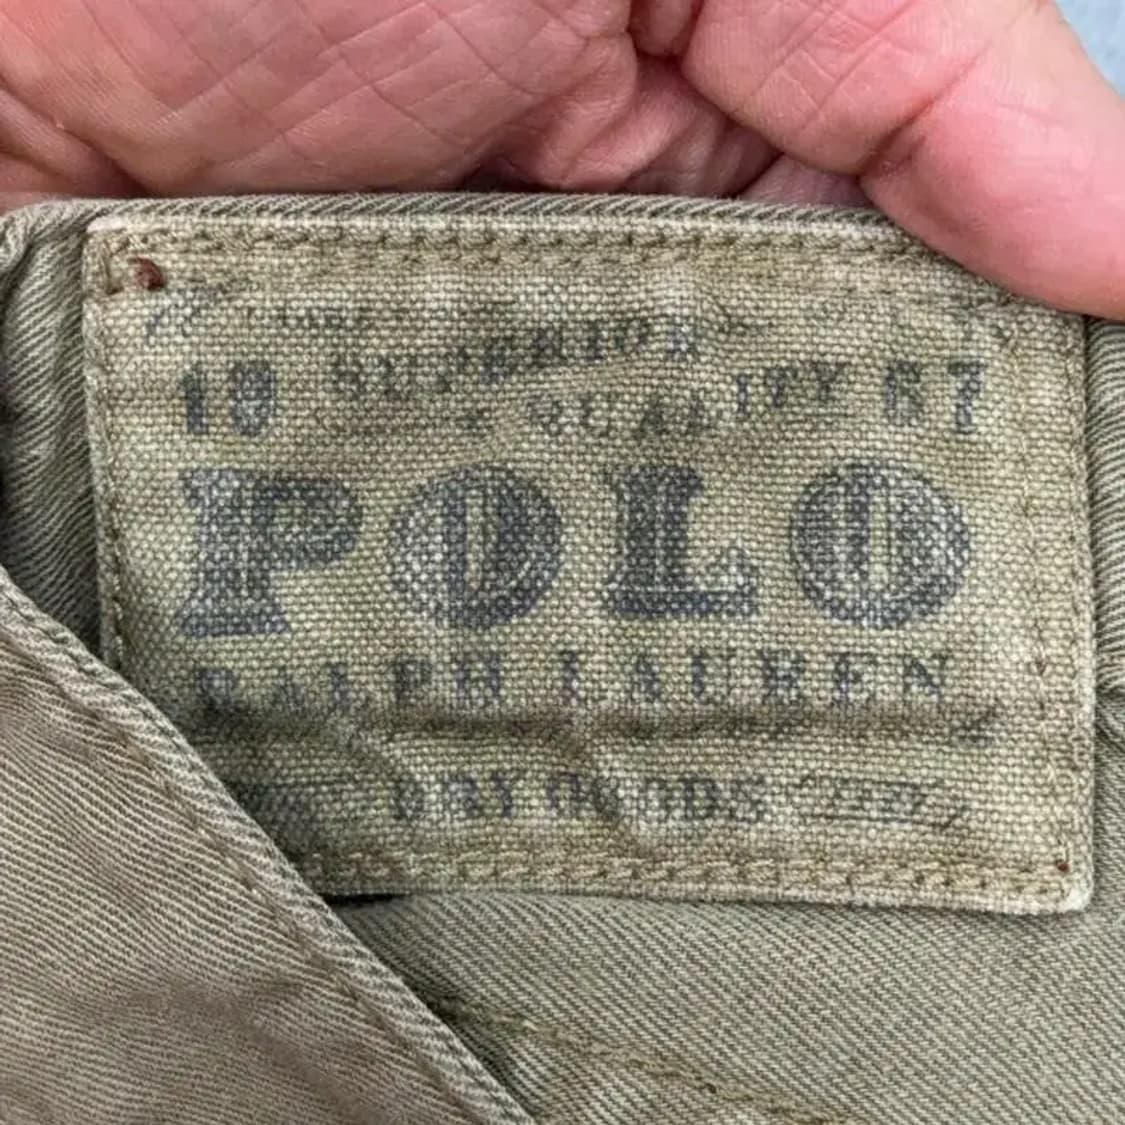 19 SUPERIOR QUALITY 67
POLO
RALPH LAUREN
DRY GOODS